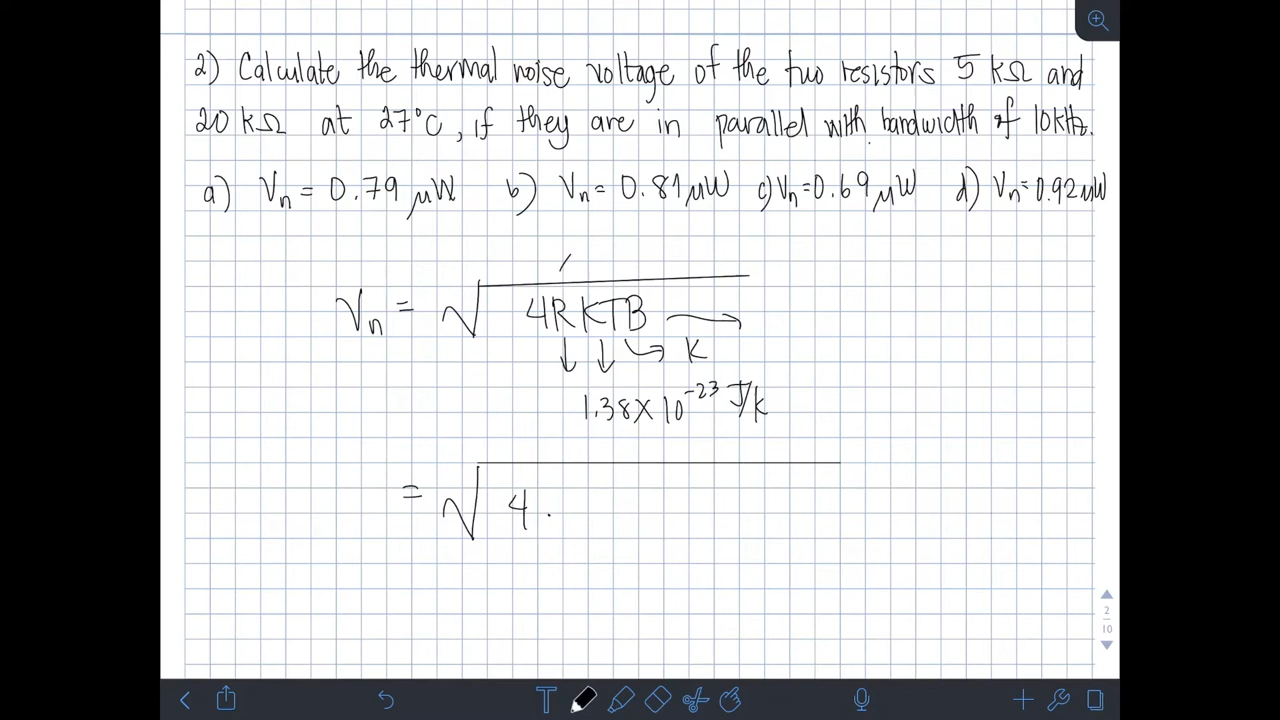 2) Calculate the thermal noise voltage of the two resistors 5 kΩ and
20 kΩ at 27°C, if they are in parallel with bandwidth of 10kHz.
a) Vn = 0.79 μW b) Vn = 0.81 μW c) Vn = 0.69 μW d) Vn = 0.92 μW
Vn = √4RKTB
K
1.38 x 10^-23 J/K
= √4 .
2
10
T